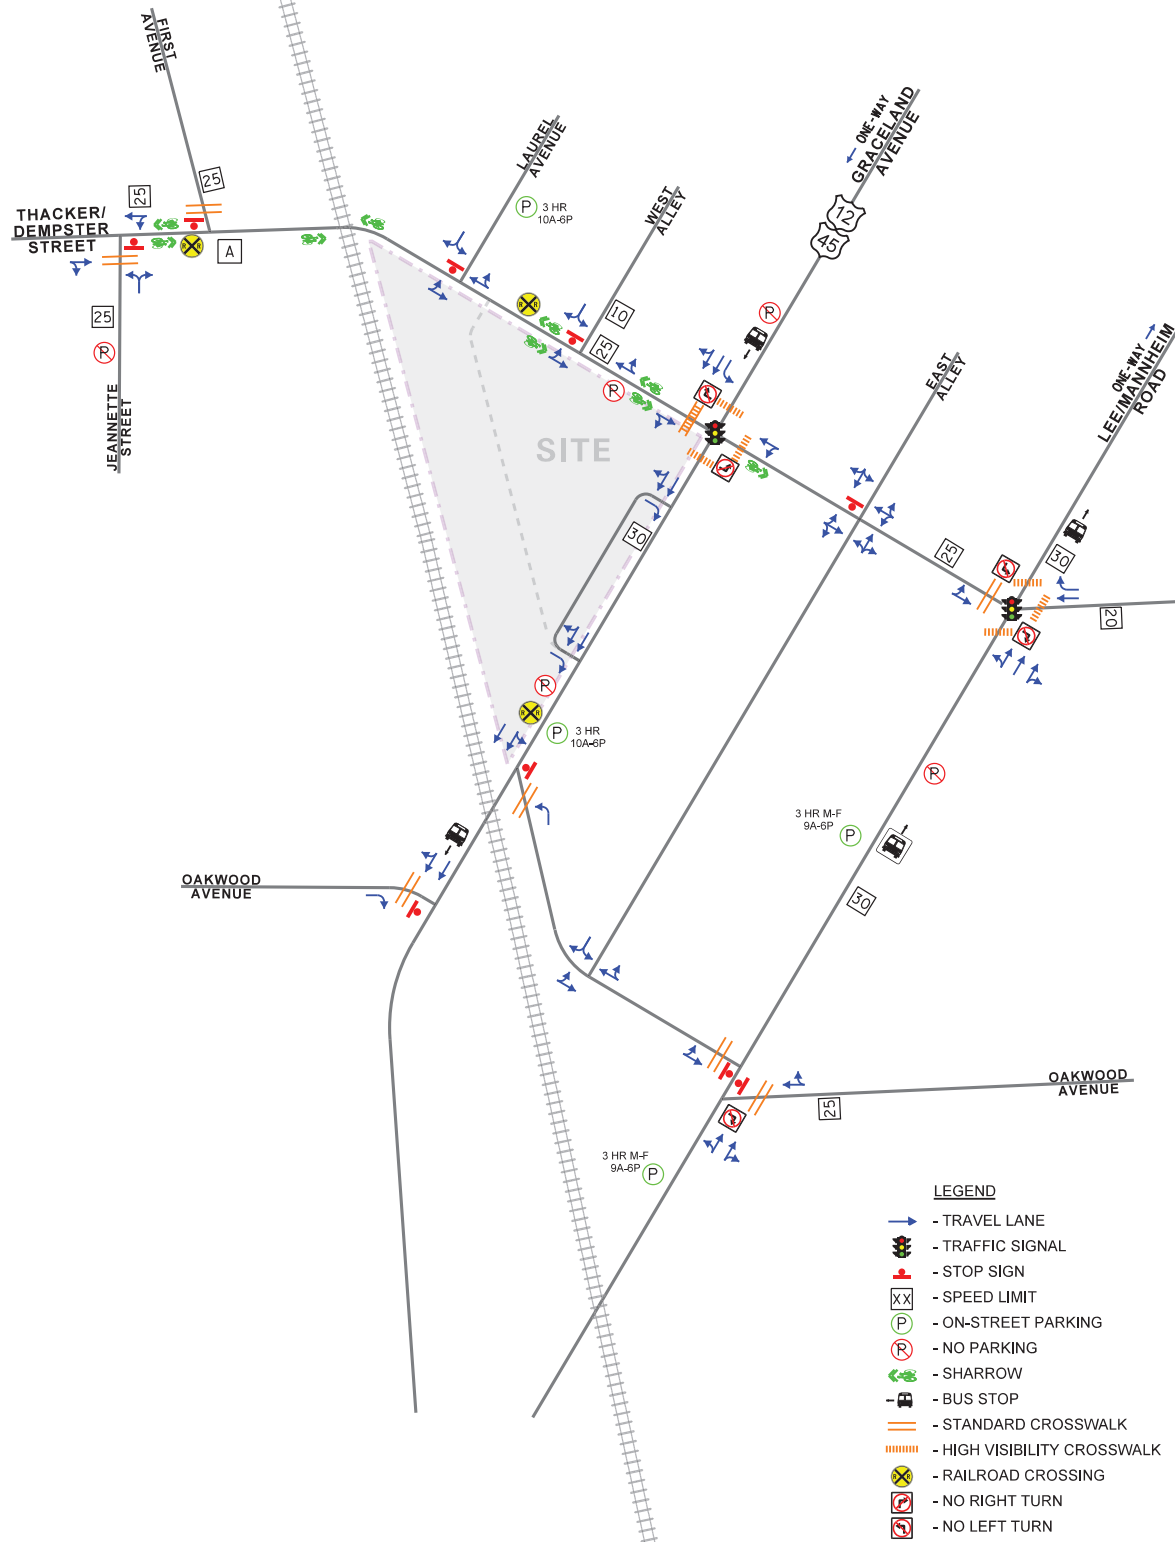 FIRST
AVENUE
LAUREL
AVENUE
ONE-WAY
GRACELAND
AVENUE
WEST
ALLEY
12
45
25
25
P 3 HR
10A-6P
THACKER/
DEMPSTER
STREET
A
R R
R R
10
25
P
25
P
P
ONE-WAY
LEE/MANNHEIM
ROAD
EAST
ALLEY
JEANNETTE
STREET
SITE
30
25
30
20
P
R R
P 3 HR
10A-6P
P
3 HR M-F
9A-6P P
OAKWOOD
AVENUE
30
OAKWOOD
AVENUE
25
3 HR M-F
9A-6P P
LEGEND
- TRAVEL LANE
- TRAFFIC SIGNAL
- STOP SIGN
XX - SPEED LIMIT
P - ON-STREET PARKING
P - NO PARKING
- SHARROW
- BUS STOP
- STANDARD CROSSWALK
- HIGH VISIBILITY CROSSWALK
R R - RAILROAD CROSSING
- NO RIGHT TURN
- NO LEFT TURN